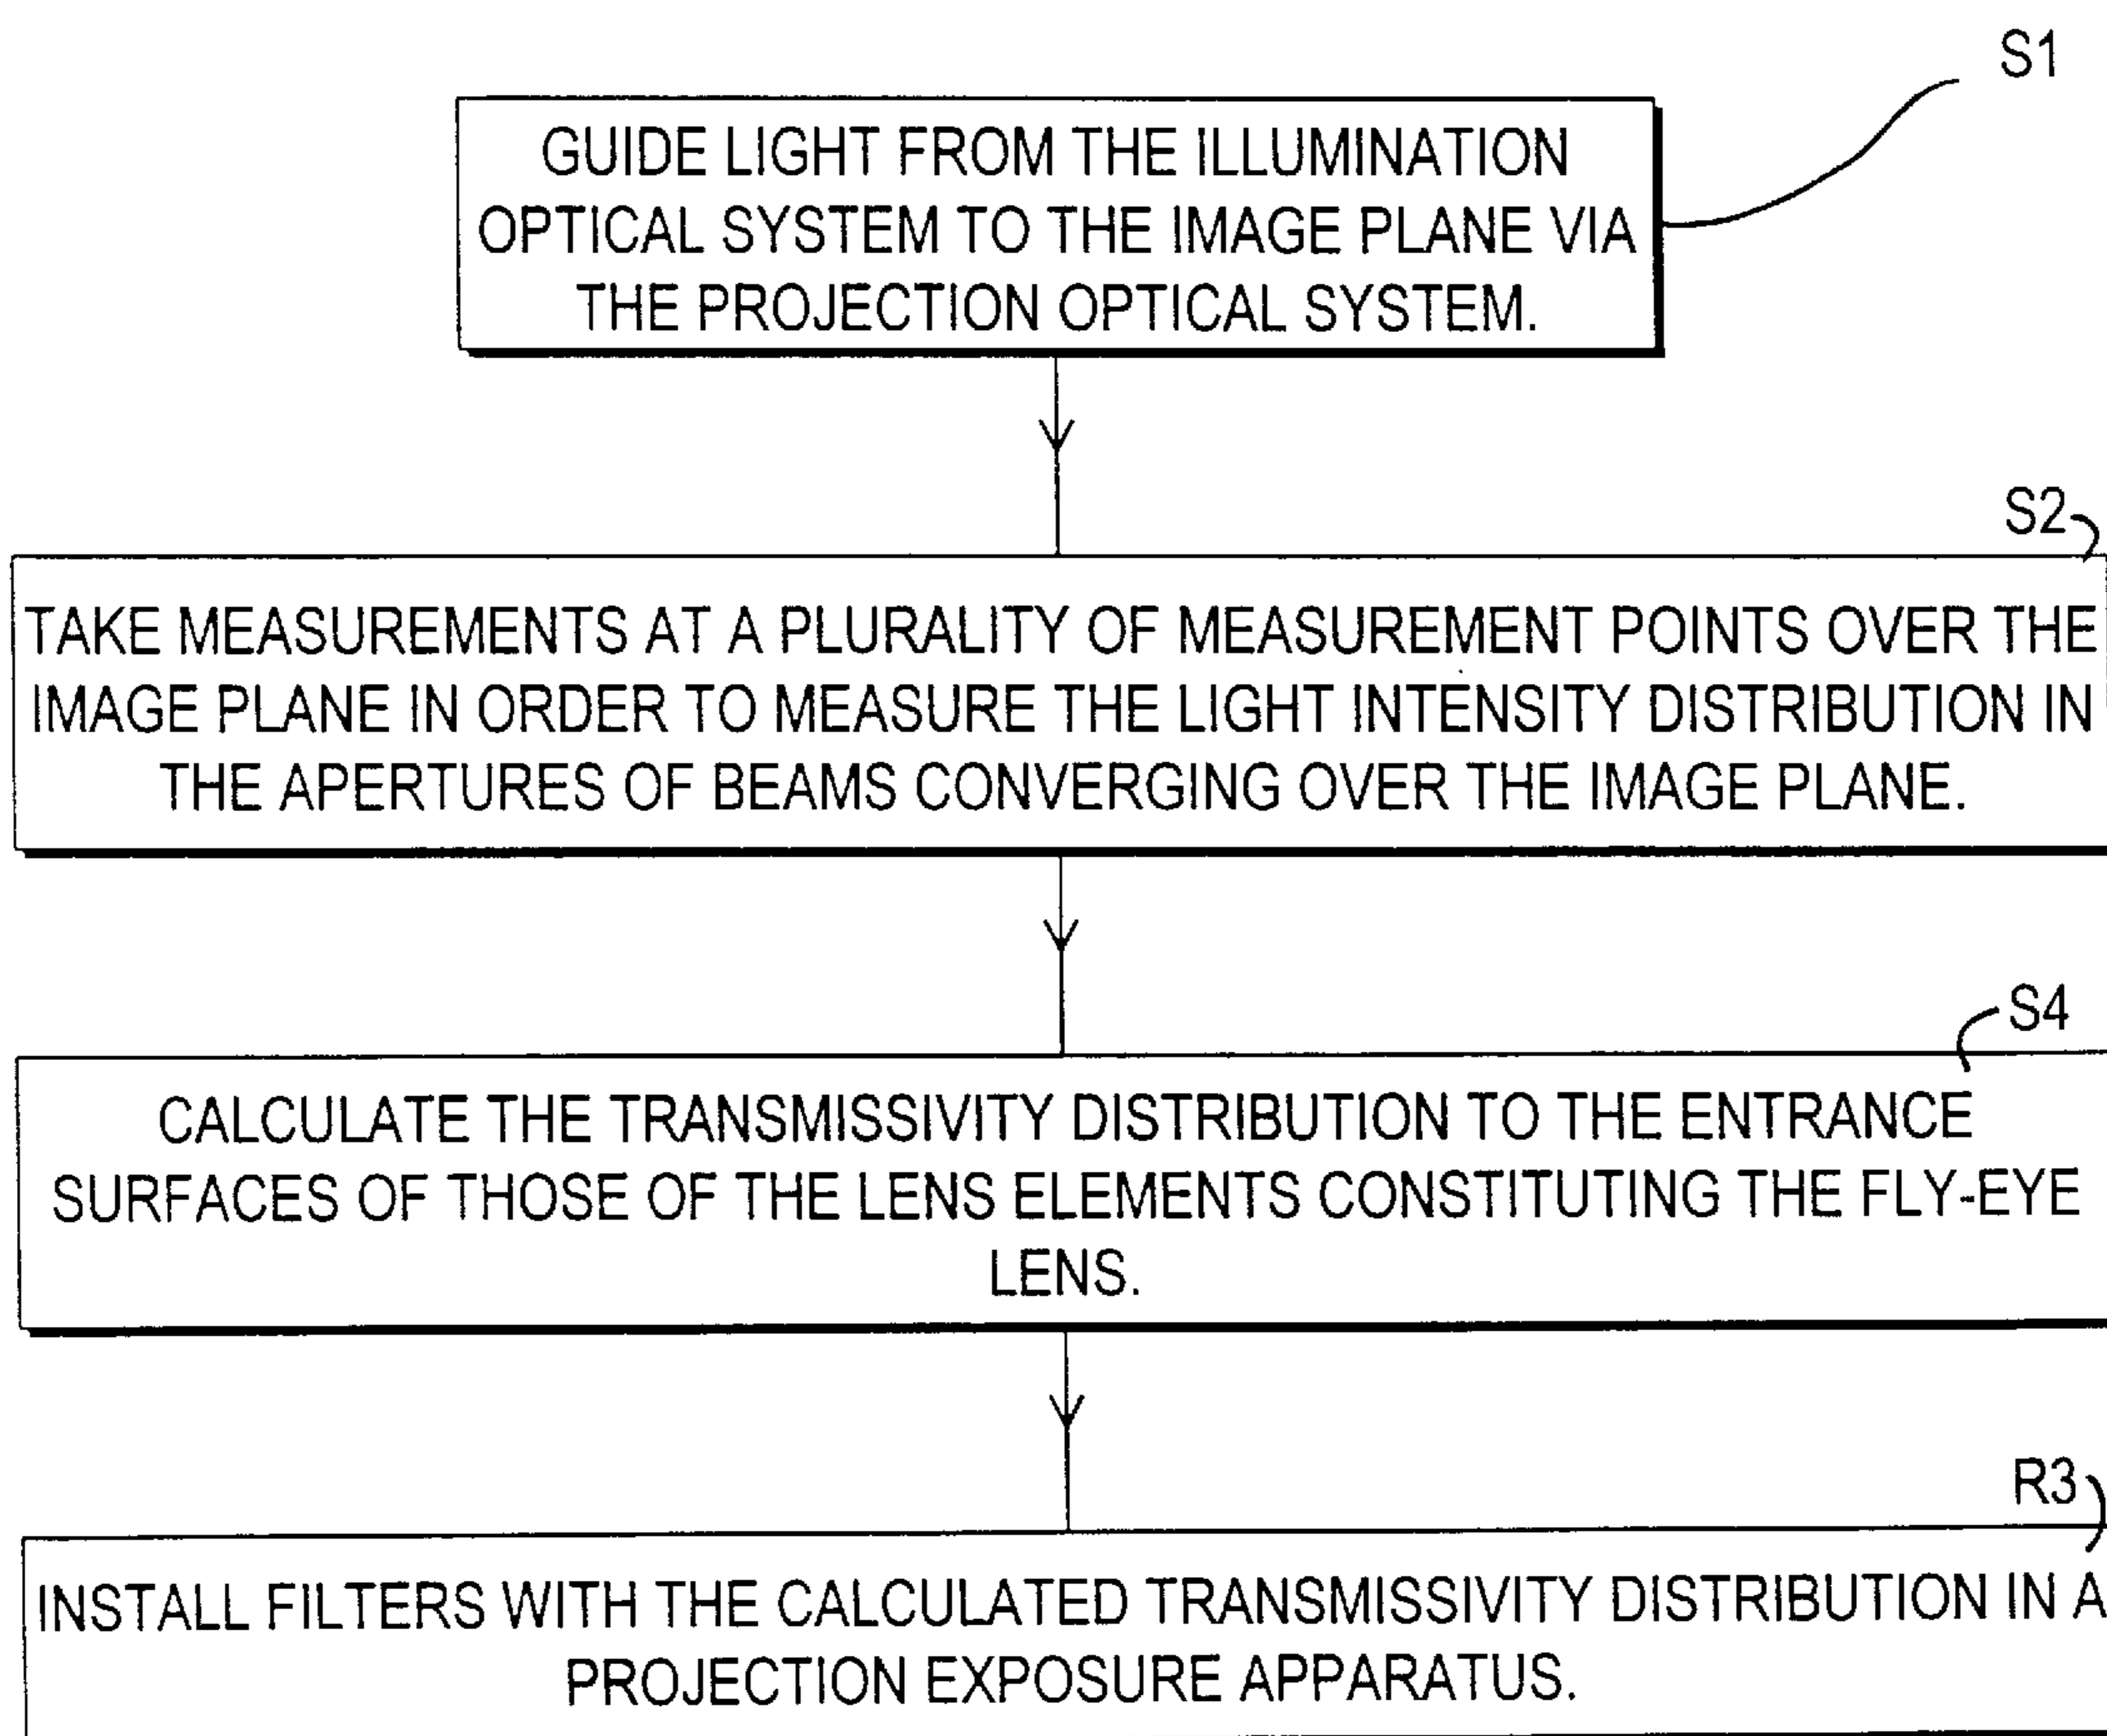 S1
GUIDE LIGHT FROM THE ILLUMINATION
OPTICAL SYSTEM TO THE IMAGE PLANE VIA
THE PROJECTION OPTICAL SYSTEM.
S2
TAKE MEASUREMENTS AT A PLURALITY OF MEASUREMENT POINTS OVER THE
IMAGE PLANE IN ORDER TO MEASURE THE LIGHT INTENSITY DISTRIBUTION IN
THE APERTURES OF BEAMS CONVERGING OVER THE IMAGE PLANE.
S4
CALCULATE THE TRANSMISSIVITY DISTRIBUTION TO THE ENTRANCE
SURFACES OF THOSE OF THE LENS ELEMENTS CONSTITUTING THE FLY-EYE
LENS.
R3
INSTALL FILTERS WITH THE CALCULATED TRANSMISSIVITY DISTRIBUTION IN A
PROJECTION EXPOSURE APPARATUS.